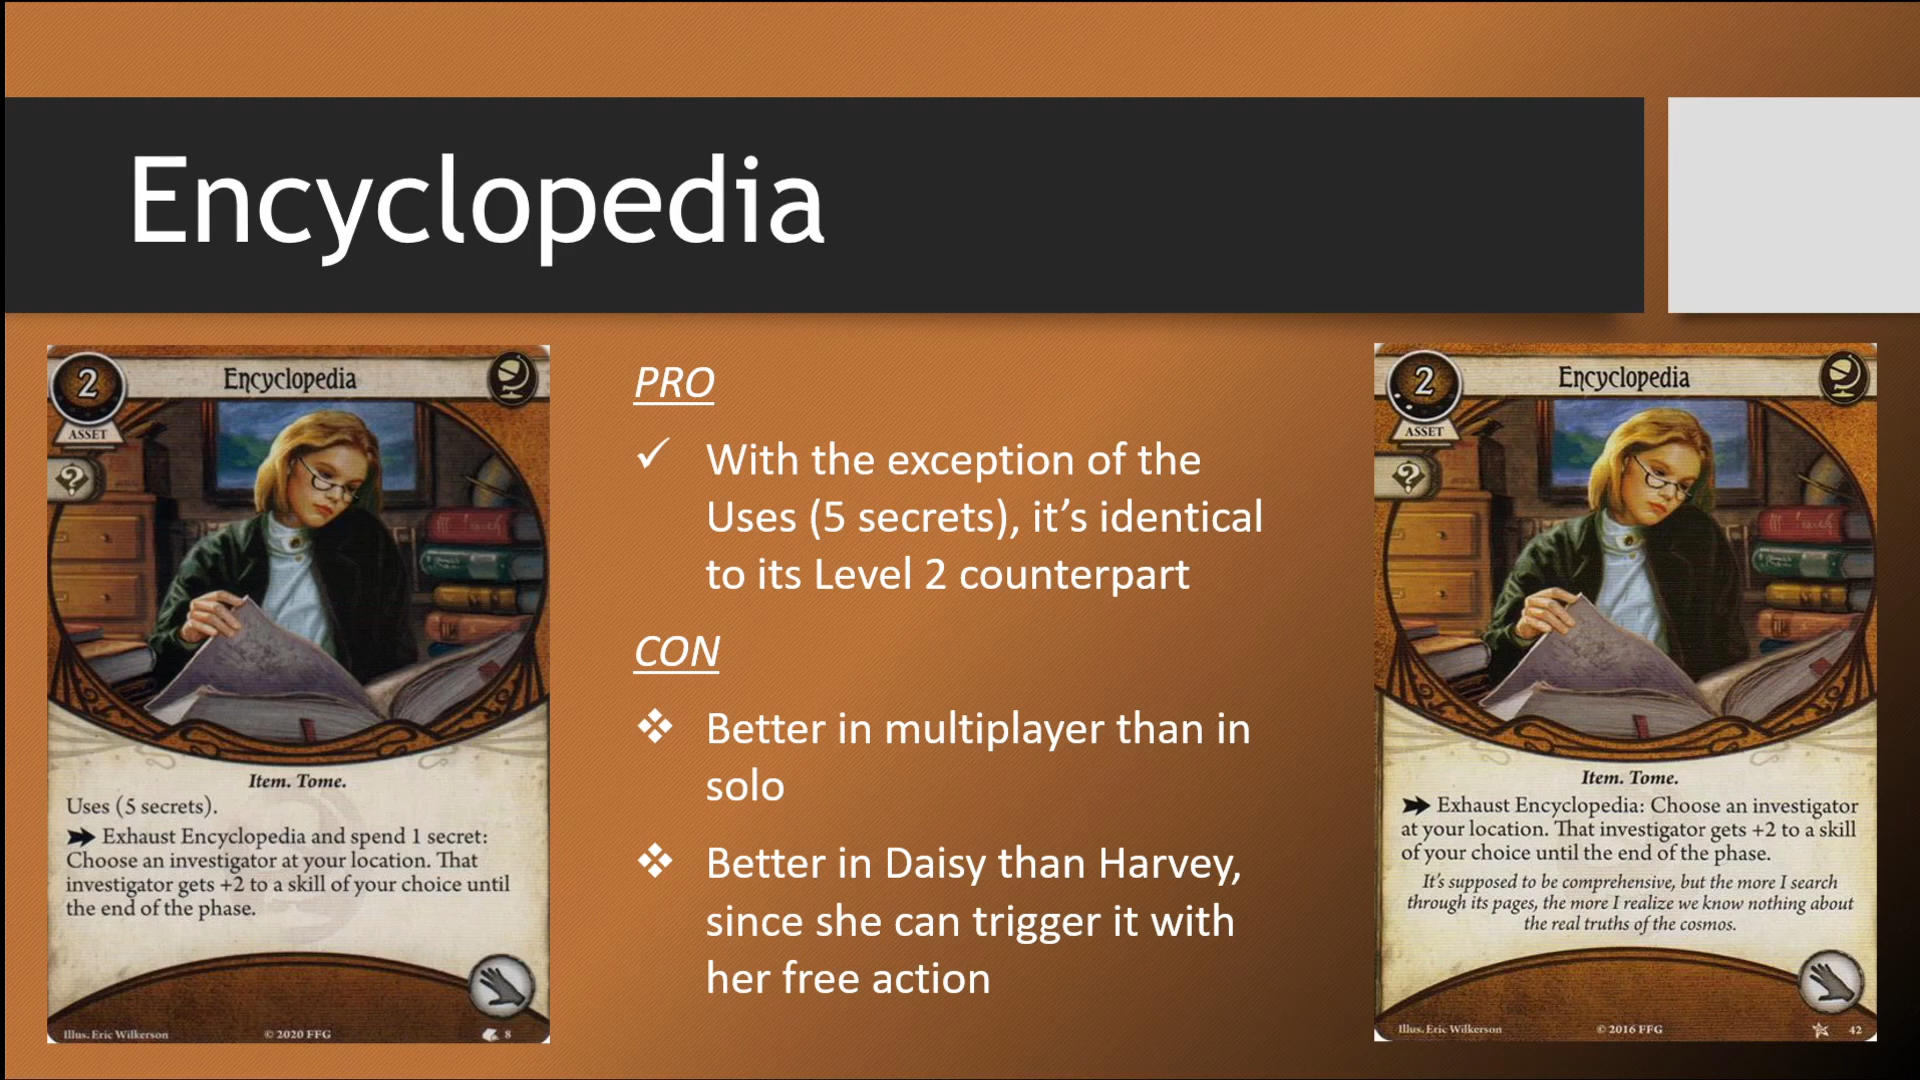 Encyclopedia
2
Encyclopedia
ASSET
?
Item. Tome.
Uses (5 secrets).
Exhaust Encyclopedia and spend 1 secret:
Choose an investigator at your location. That
investigator gets +2 to a skill of your choice until
the end of the phase.
Illus. Eric Wilkerson
© 2020 FFG
8
PRO
With the exception of the
Uses (5 secrets), it’s identical
to its Level 2 counterpart
CON
Better in multiplayer than in
solo
Better in Daisy than Harvey,
since she can trigger it with
her free action
2
Encyclopedia
ASSET
?
Item. Tome.
Exhaust Encyclopedia: Choose an investigator
at your location. That investigator gets +2 to a skill
of your choice until the end of the phase.
It’s supposed to be comprehensive, but the more I search
through its pages, the more I realize we know nothing about
the real truths of the cosmos.
Illus. Eric Wilkerson
© 2016 FFG
42